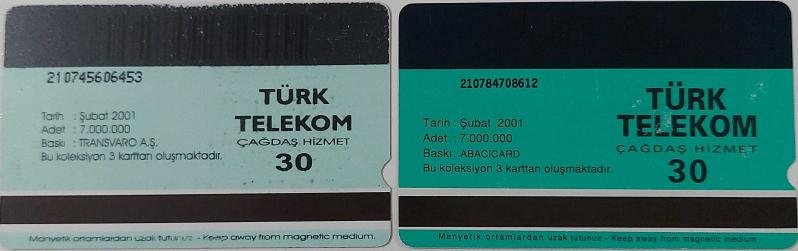 210745606453
TÜRK
TELEKOM
ÇAĞDAŞ HİZMET
30
Tarih : Şubat 2001
Adet : 7.000.000
Baskı : TRANSVARO A.Ş.
Bu koleksiyon 3 karttan oluşmaktadır.
Manyetik ortamlardan uzak tutunuz - Keep away from magnetic medium.
210784708612
TÜRK
TELEKOM
ÇAĞDAŞ HİZMET
30
Tarih : Şubat 2001
Adet : 7.000.000
Baskı : ABACICARD
Bu koleksiyon 3 karttan oluşmaktadır.
Manyetik ortamlardan uzak tutunuz - Keep away from magnetic medium